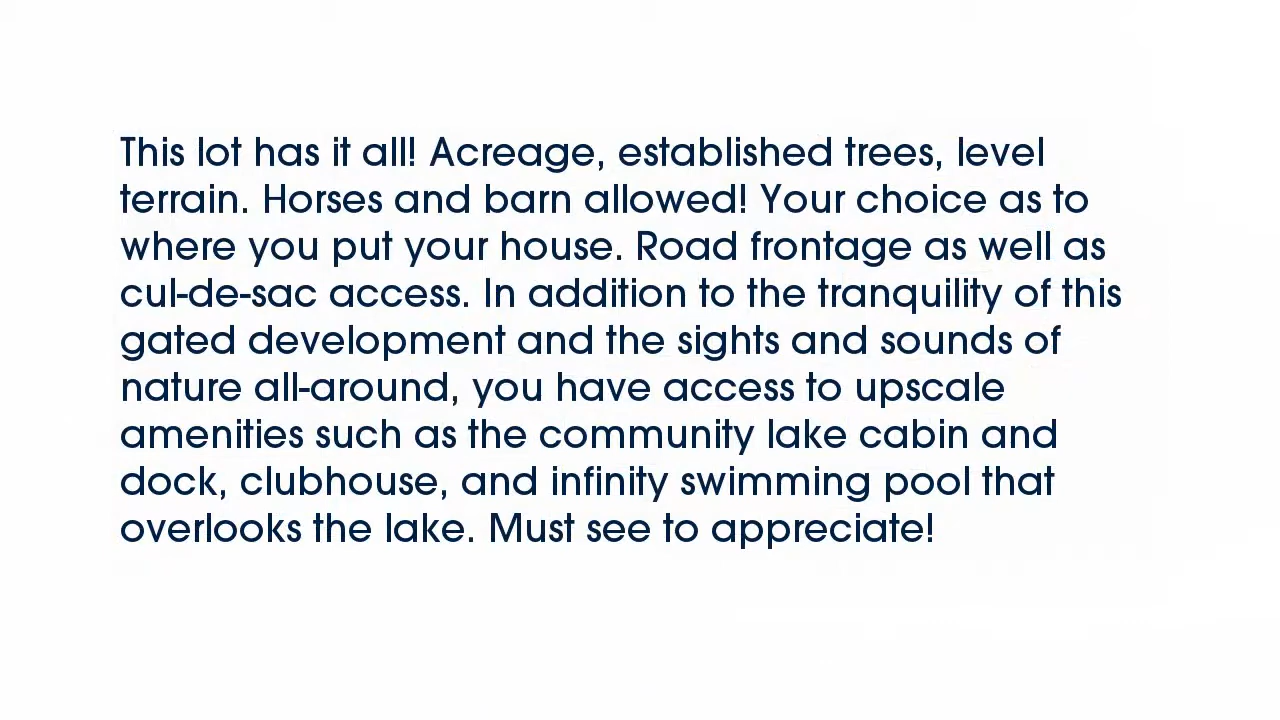 This lot has it all! Acreage, established trees, level
terrain. Horses and barn allowed! Your choice as to
where you put your house. Road frontage as well as
cul-de-sac access. In addition to the tranquility of this
gated development and the sights and sounds of
nature all-around, you have access to upscale
amenities such as the community lake cabin and
dock, clubhouse, and infinity swimming pool that
overlooks the lake. Must see to appreciate!